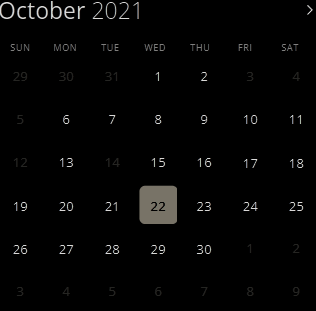 October 2021
SUN MON TUE WED THU FRI SAT
29 30 31 1 2 3 4
5 6 7 8 9 10 11
12 13 14 15 16 17 18
19 20 21 22 23 24 25
26 27 28 29 30 1 2
3 4 5 6 7 8 9